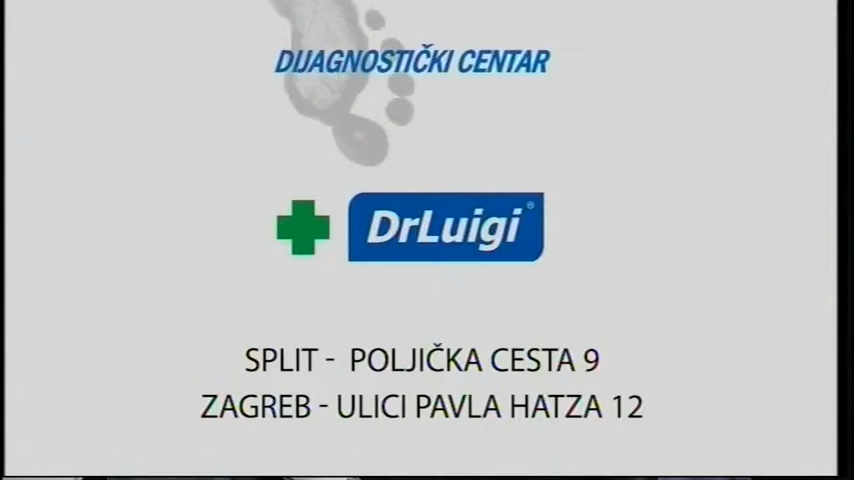 DIJAGNOSTIČKI CENTAR
DrLuigi®
SPLIT - POLJIČKA CESTA 9
ZAGREB - ULICI PAVLA HATZA 12